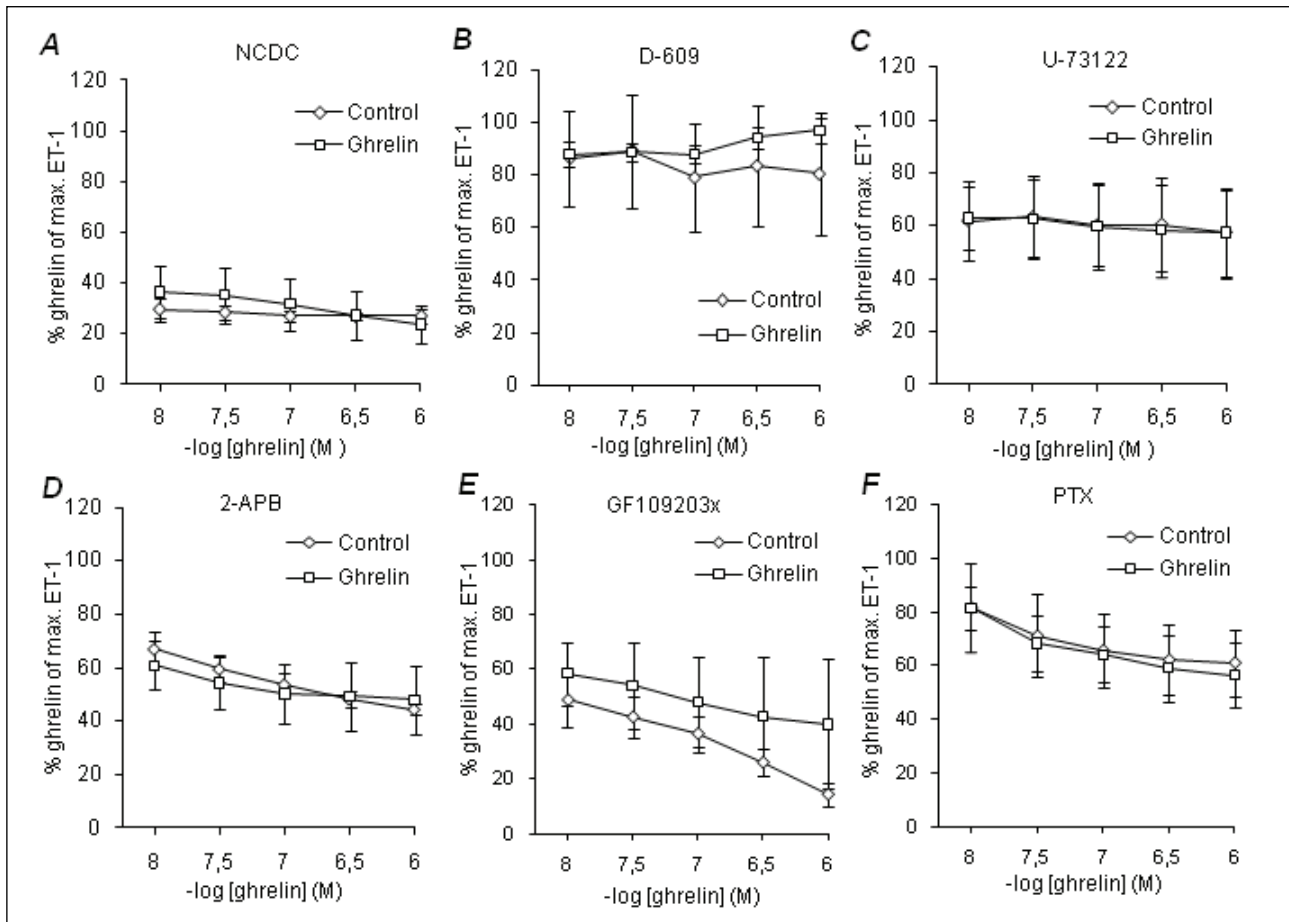 A
NCDC
120
100
80
60
40
20
0
% ghrelin of max. ET-1
Control
Ghrelin
8 7,5 7 6,5 6
-log [ghrelin] (M )
B
D-609
120
100
80
60
40
20
0
% ghrelin of max. ET-1
Control
Ghrelin
8 7,5 7 6,5 6
-log [ghrelin] (M )
C
U-73122
120
100
80
60
40
20
0
% ghrelin of max. ET-1
Control
Ghrelin
8 7,5 7 6,5 6
-log [ghrelin] (M )
D
2-APB
120
100
80
60
40
20
0
% ghrelin of max. ET-1
Control
Ghrelin
8 7,5 7 6,5 6
-log [ghrelin] (M)
E
GF109203x
120
100
80
60
40
20
0
% ghrelin of max. ET-1
Control
Ghrelin
8 7,5 7 6,5 6
-log [ghrelin] (M)
F
PTX
120
100
80
60
40
20
0
% ghrelin of max. ET-1
Control
Ghrelin
8 7,5 7 6,5 6
-log [ghrelin] (M)